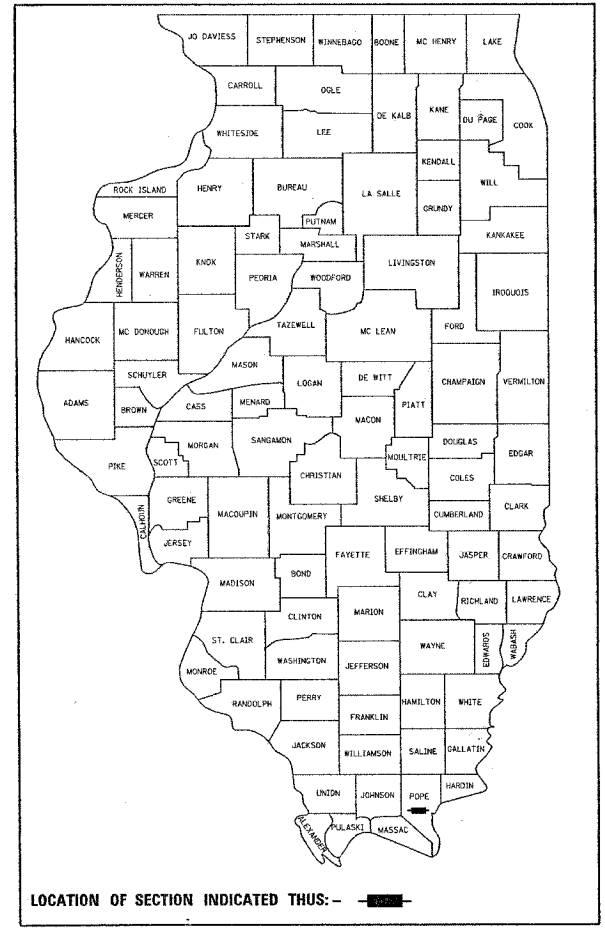 JO DAVIESS STEPHENSON WINNEBAGO BOONE MC HENRY LAKE
CARROLL OGLE DE KALB KANE DU PAGE COOK
WHITESIDE LEE
KENDALL
ROCK ISLAND HENRY BUREAU LA SALLE WILL
MERCER PUTNAM GRUNDY
STARK MARSHALL KANKAKEE
HENDERSON WARREN KNOX PEORIA WOODFORD LIVINGSTON IROQUOIS
HANCOCK MC DONOUGH FULTON TAZEWELL MC LEAN FORD
SCHUYLER MASON LOGAN DE WITT CHAMPAIGN VERMILION
ADAMS BROWN CASS MENARD MACON PIATT
PIKE SCOTT MORGAN SANGAMON CHRISTIAN MOULTRIE DOUGLAS EDGAR
COLES
CALHOUN GREENE MACOUPIN MONTGOMERY SHELBY CUMBERLAND CLARK
JERSEY FAYETTE EFFINGHAM JASPER CRAWFORD
MADISON BOND
CLAY RICHLAND LAWRENCE
CLINTON MARION
ST. CLAIR WAYNE EDWARDS WABASH
MONROE WASHINGTON JEFFERSON
RANDOLPH PERRY HAMILTON WHITE
FRANKLIN
JACKSON WILLIAMSON SALINE GALLATIN
UNION JOHNSON POPE HARDIN
ALEXANDER PULASKI MASSAC
LOCATION OF SECTION INDICATED THUS:-